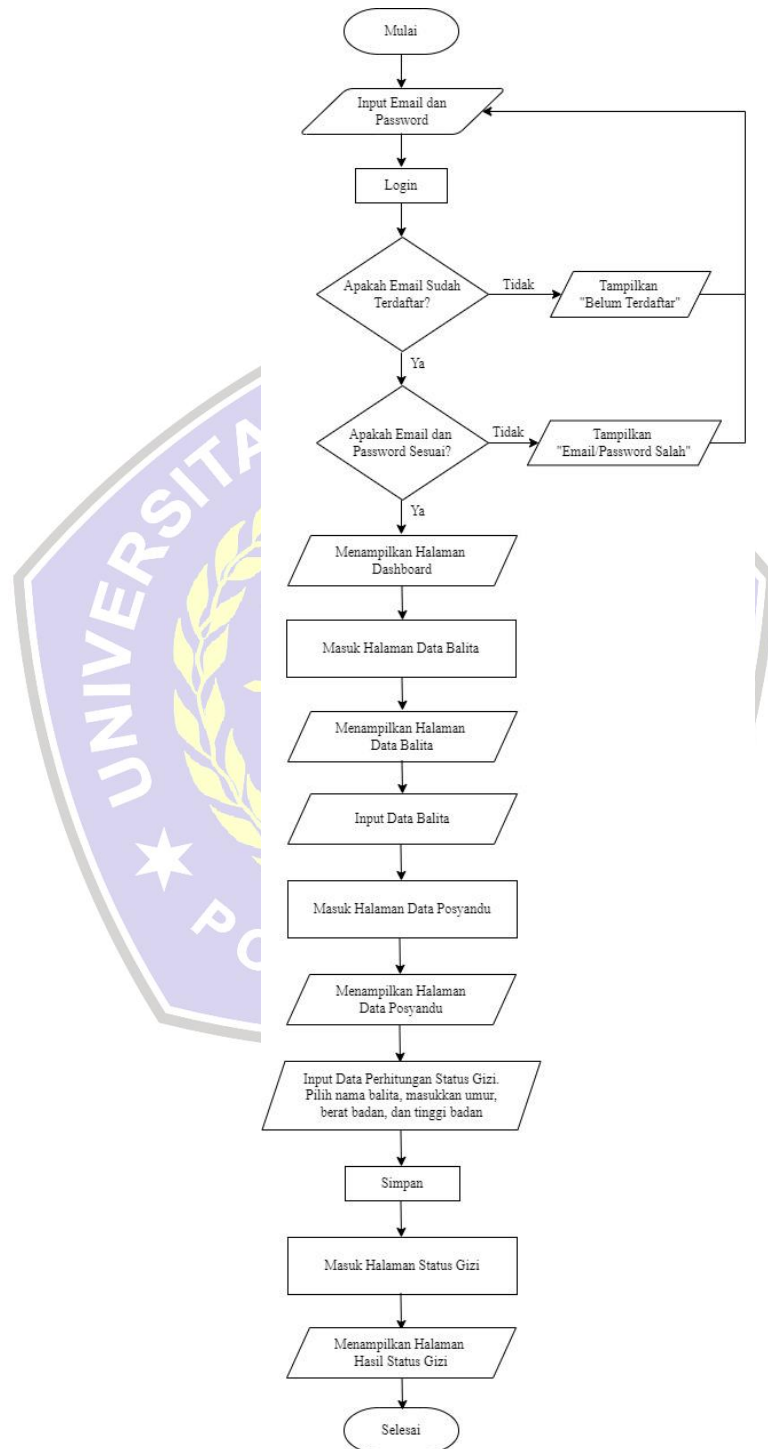 Mulai
Input Email dan
Password
Login
Apakah Email Sudah
Terdaftar?
Tidak
Tampilkan
"Belum Terdaftar"
Ya
Apakah Email dan
Password Sesuai?
Tidak
Tampilkan
"Email/Password Salah"
Ya
Menampilkan Halaman
Dashboard
Masuk Halaman Data Balita
Menampilkan Halaman
Data Balita
Input Data Balita
Masuk Halaman Data Posyandu
Menampilkan Halaman
Data Posyandu
Input Data Perhitungan Status Gizi.
Pilih nama balita, masukkan umur,
berat badan, dan tinggi badan
Simpan
Masuk Halaman Status Gizi
Menampilkan Halaman
Hasil Status Gizi
Selesai
UNIVERSITA